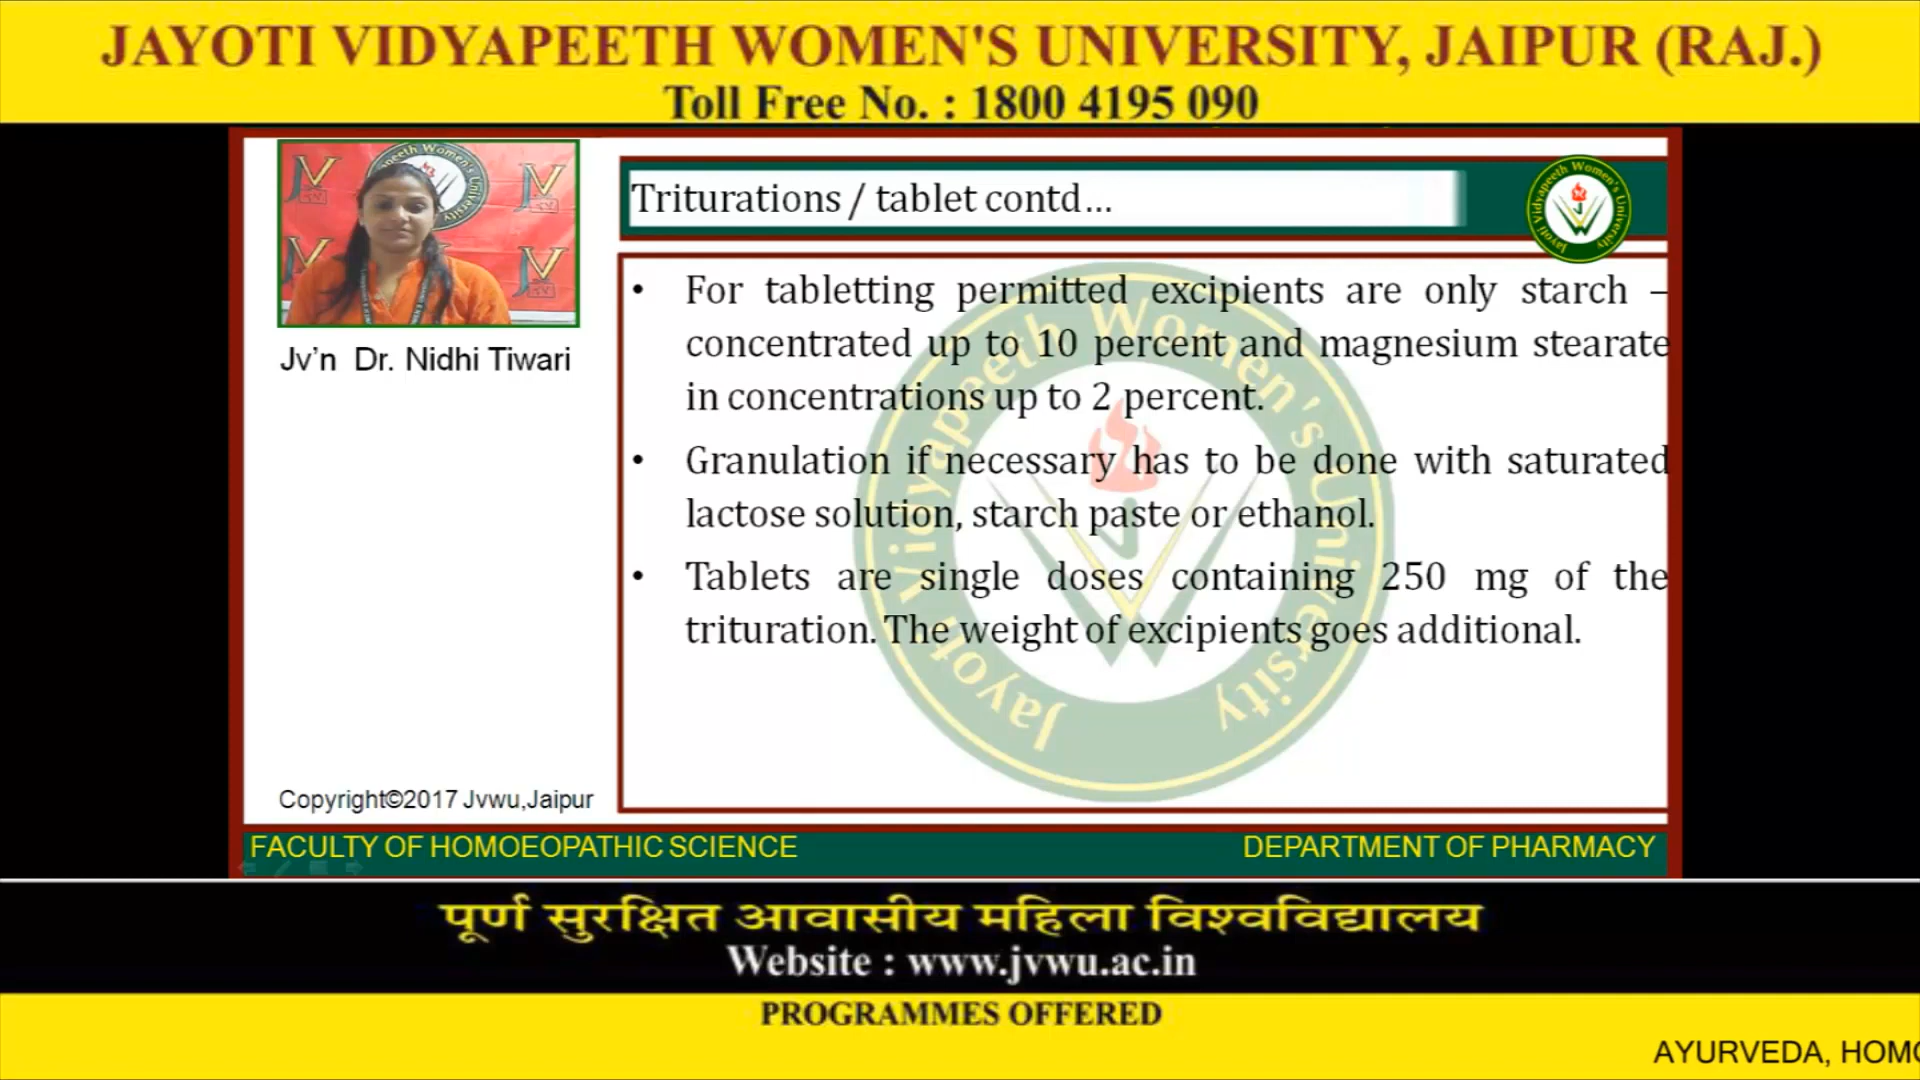 JAYOTI VIDYAPEETH WOMEN'S UNIVERSITY, JAIPUR (RAJ.)
Toll Free No. : 1800 4195 090
Triturations / tablet contd...
Jv'n Dr. Nidhi Tiwari
• For tabletting permitted excipients are only starch –
concentrated up to 10 percent and magnesium stearate
in concentrations up to 2 percent.
• Granulation if necessary has to be done with saturated
lactose solution, starch paste or ethanol.
• Tablets are single doses containing 250 mg of the
trituration. The weight of excipients goes additional.
Jayoti Vidyapeeth Women's University
Copyright©2017 Jvwu,Jaipur
FACULTY OF HOMOEOPATHIC SCIENCE
DEPARTMENT OF PHARMACY
पूर्ण सुरक्षित आवासीय महिला विश्वविद्यालय
Website : www.jvwu.ac.in
PROGRAMMES OFFERED
AYURVEDA,